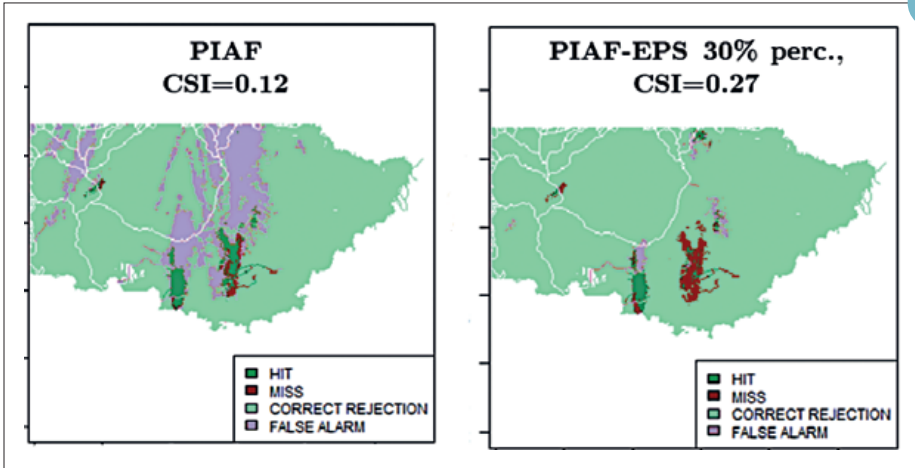 PIAF
CSI=0.12
HIT
MISS
CORRECT REJECTION
FALSE ALARM
PIAF-EPS 30% perc.,
CSI=0.27
HIT
MISS
CORRECT REJECTION
FALSE ALARM